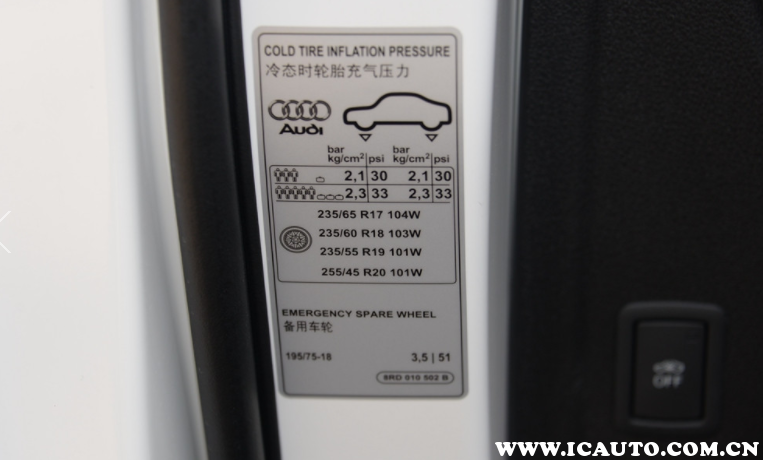 COLD TIRE INFLATION PRESSURE
冷态时轮胎充气压力
Audi
bar bar
kg/cm² psi kg/cm² psi
2,1 30 2,1 30
2,3 33 2,3 33
235/65 R17 104W
235/60 R18 103W
235/55 R19 101W
255/45 R20 101W
EMERGENCY SPARE WHEEL
备用车轮
195/75-18 3,5 | 51
8RD 010 502 B
OFF
WWW.ICAUTO.COM.CN